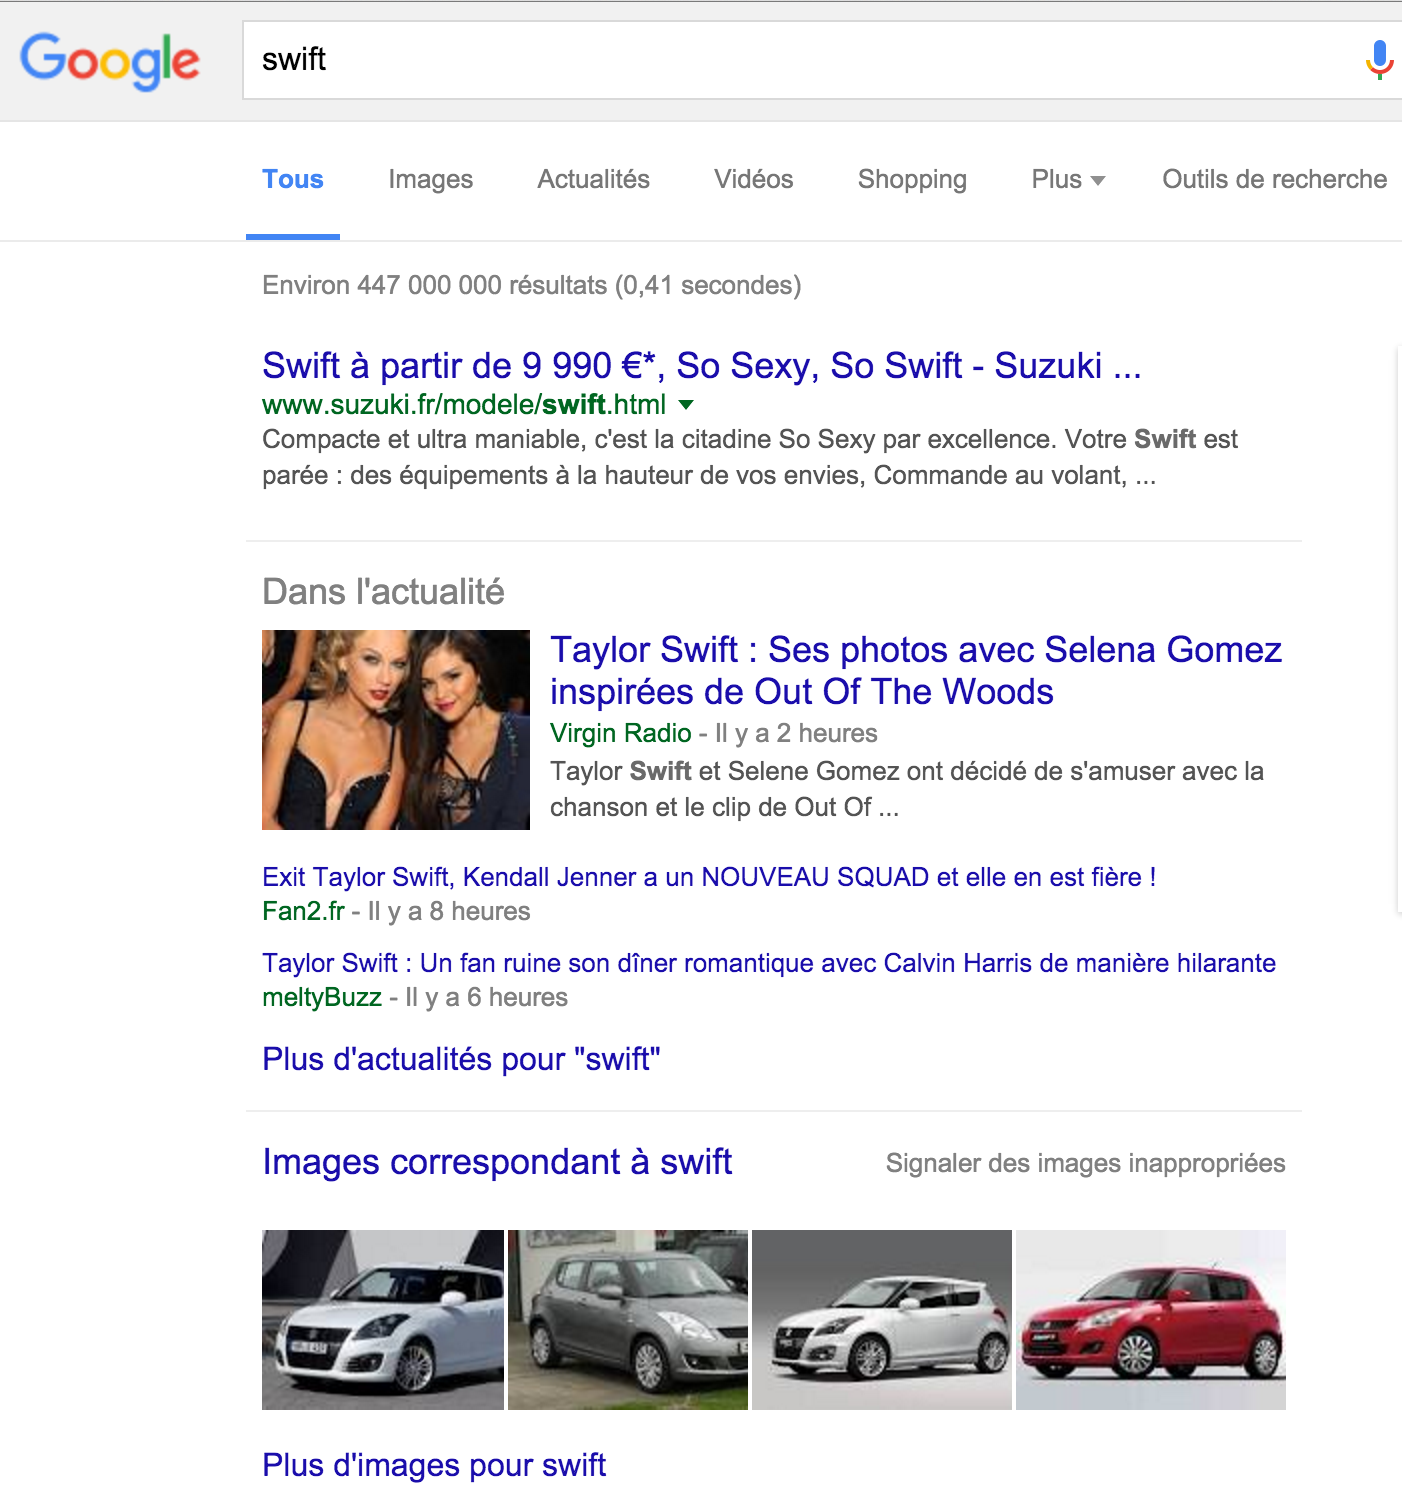 Google
swift
Tous Images Actualités Vidéos Shopping Plus Outils de recherche
Environ 447 000 000 résultats (0,41 secondes)
Swift à partir de 9 990 €*, So Sexy, So Swift - Suzuki ...
www.suzuki.fr/modele/swift.html
Compacte et ultra maniable, c'est la citadine So Sexy par excellence. Votre Swift est
parée : des équipements à la hauteur de vos envies, Commande au volant, ...
Dans l'actualité
Taylor Swift : Ses photos avec Selena Gomez
inspirées de Out Of The Woods
Virgin Radio - Il y a 2 heures
Taylor Swift et Selene Gomez ont décidé de s'amuser avec la
chanson et le clip de Out Of ...
Exit Taylor Swift, Kendall Jenner a un NOUVEAU SQUAD et elle en est fière !
Fan2.fr - Il y a 8 heures
Taylor Swift : Un fan ruine son dîner romantique avec Calvin Harris de manière hilarante
meltyBuzz - Il y a 6 heures
Plus d'actualités pour "swift"
Images correspondant à swift
Signaler des images inappropriées
Plus d'images pour swift